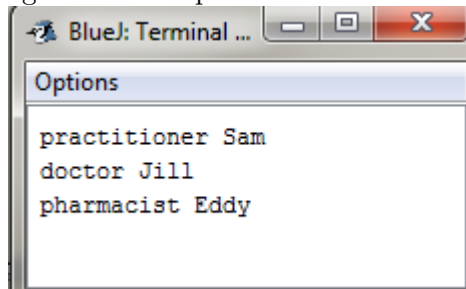 BlueJ: Terminal ...
Options
practitioner Sam
doctor Jill
pharmacist Eddy